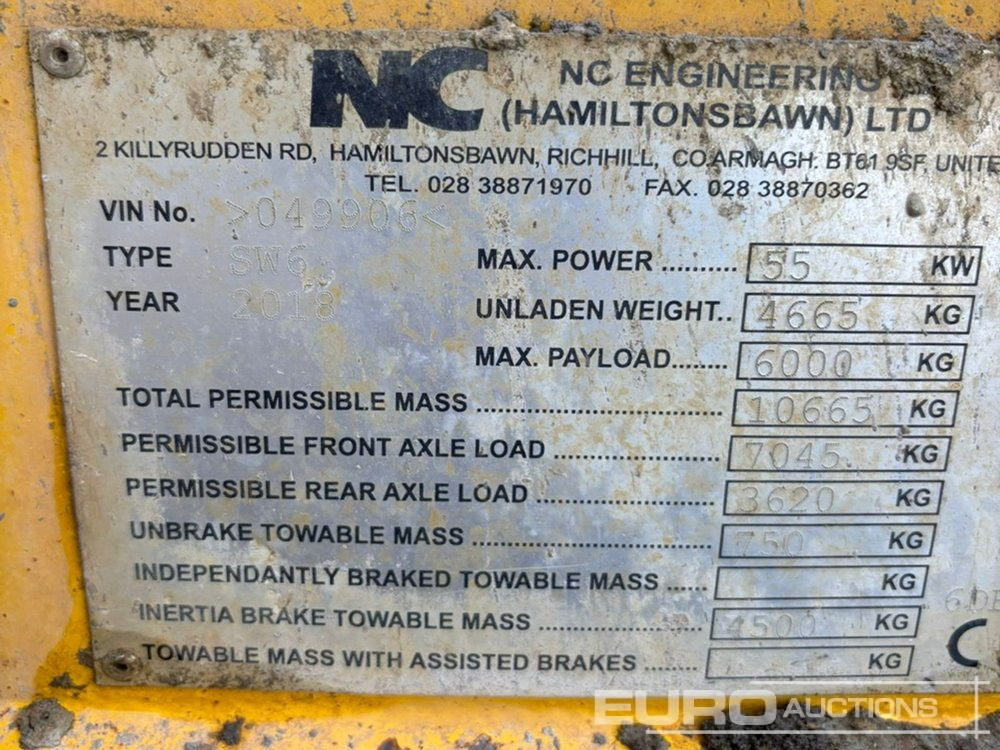 NC NC ENGINEERING
(HAMILTONSBAWN) LTD
2 KILLYRUDDEN RD, HAMILTONSBAWN, RICHHILL, CO.ARMAGH. BT61 9SF, UNITE
TEL. 028 38871970 FAX. 028 38870362
VIN No. >049906<
TYPE SW6
YEAR 2018
MAX. POWER .......... 55 KW
UNLADEN WEIGHT.. 4665 KG
MAX. PAYLOAD........ 6000 KG
TOTAL PERMISSIBLE MASS .................................. 10665 KG
PERMISSIBLE FRONT AXLE LOAD ....................... 7045 KG
PERMISSIBLE REAR AXLE LOAD ......................... 3620 KG
UNBRAKE TOWABLE MASS ................................. 750 KG
INDEPENDANTLY BRAKED TOWABLE MASS ...... KG
INERTIA BRAKE TOWABLE MASS ...................... 4500 KG
TOWABLE MASS WITH ASSISTED BRAKES ........ KG
C
EURO AUCTIONS